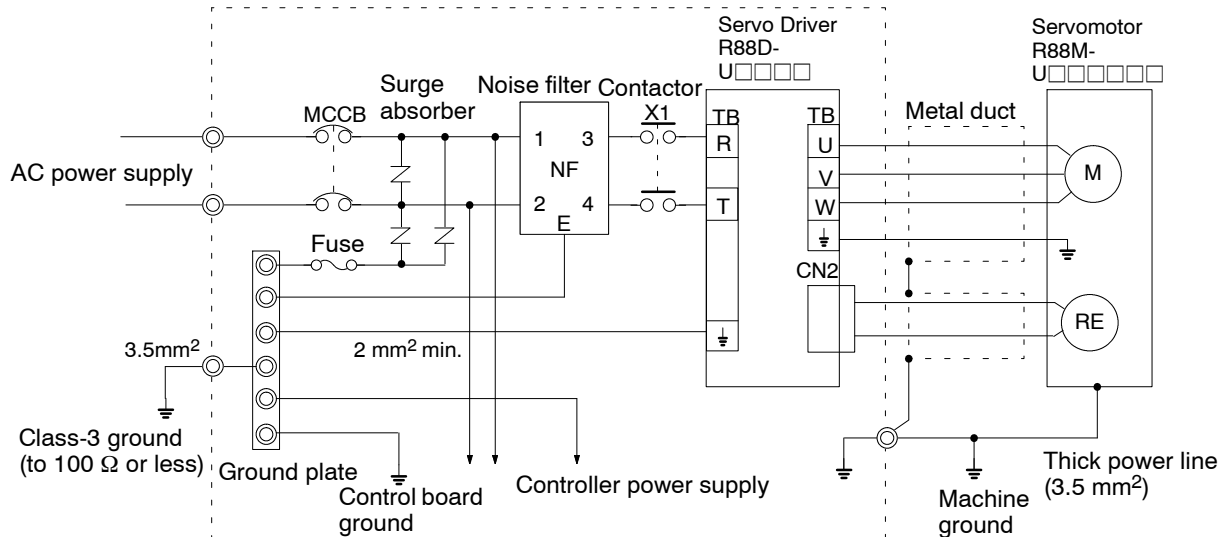 Servo Driver
R88D-
U□□□□
Servomotor
R88M-
U□□□□□□
Surge
absorber
Noise filter
Contactor
MCCB
X1
TB
TB
Metal duct
1
3
R
U
AC power supply
NF
V
M
2
4
T
W
E
Fuse
CN2
RE
3.5mm²
2 mm² min.
Class-3 ground
(to 100 Ω or less)
Ground plate
Control board
ground
Controller power supply
Machine
ground
Thick power line
(3.5 mm²)